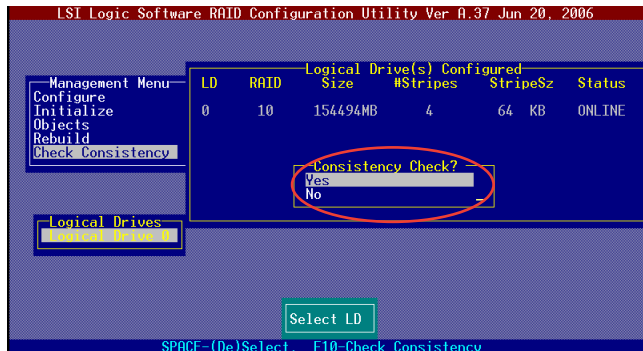 LSI Logic Software RAID Configuration Utility Ver A.37 Jun 20, 2006
Logical Drive(s) Configured
LD RAID Size #Stripes StripeSz Status
0 10 154494MB 4 64 KB ONLINE
Management Menu
Configure
Initialize
Objects
Rebuild
Check Consistency
Consistency Check?
Yes
No
Logical Drives
Logical Drive 0
Select LD
SPACE-(De)Select, F10-Check Consistency